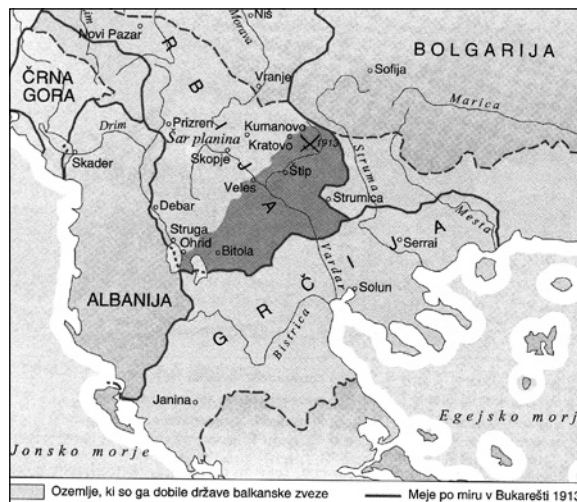 Novi Pazar
Niš
Morava
BOLGARIJA
ČRNA
GORA
SRBIJA
Vranje
Sofija
Marica
Prizren
Drim
Šar planina
Kumanovo
Kratovo
1913
Skader
Skopje
Štip
Struma
Veles
Debar
Strumica
Mesta
Struga
Ohrid
Bitola
Serrai
Vardar
ALBANIJA
GRČIJA
Solun
Bistrica
Janina
Egejsko morje
Jonsko morje
Ozemlje, ki so ga dobile države balkanske zveze
Meje po miru v Bukarešti 1913